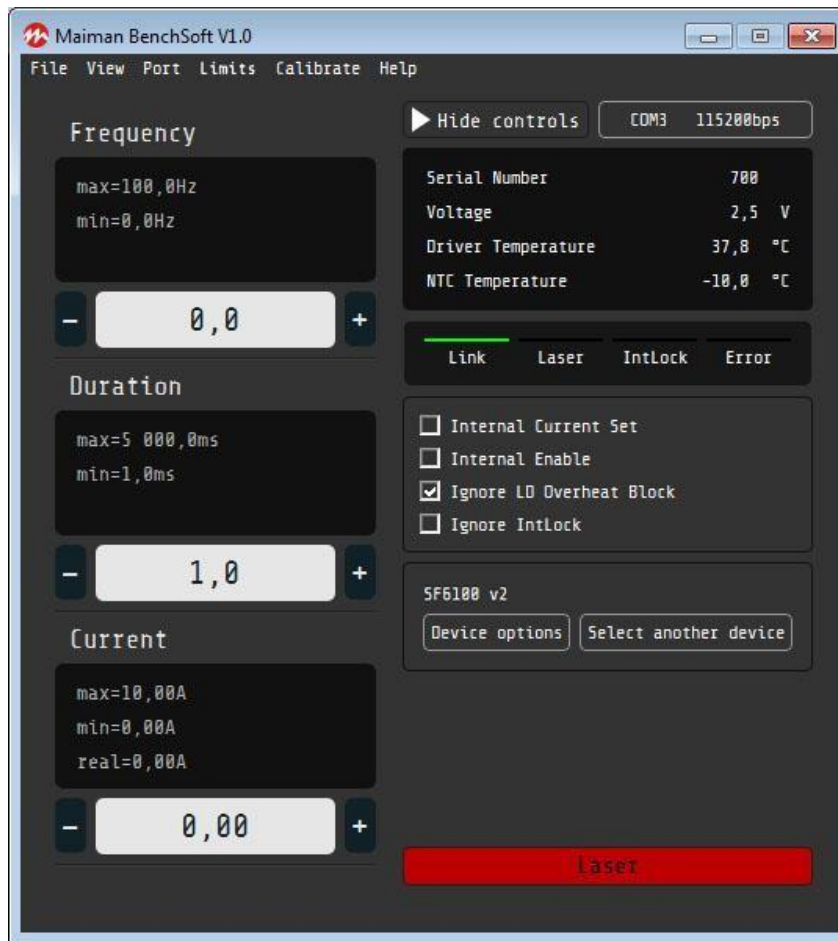 Maiman BenchSoft V1.0
File View Port Limits Calibrate Help
Frequency
max=100,0Hz
min=0,0Hz
- 0,0 +
Duration
max=5 000,0ms
min=1,0ms
- 1,0 +
Current
max=10,00A
min=0,00A
real=0,00A
- 0,00 +
Hide controls
COM3 115200bps
Serial Number 700
Voltage 2,5 V
Driver Temperature 37,8 °C
NTC Temperature -10,0 °C
Link Laser IntLock Error
Internal Current Set
Internal Enable
Ignore LD Overheat Block
Ignore IntLock
SF6100 v2
Device options Select another device
Laser